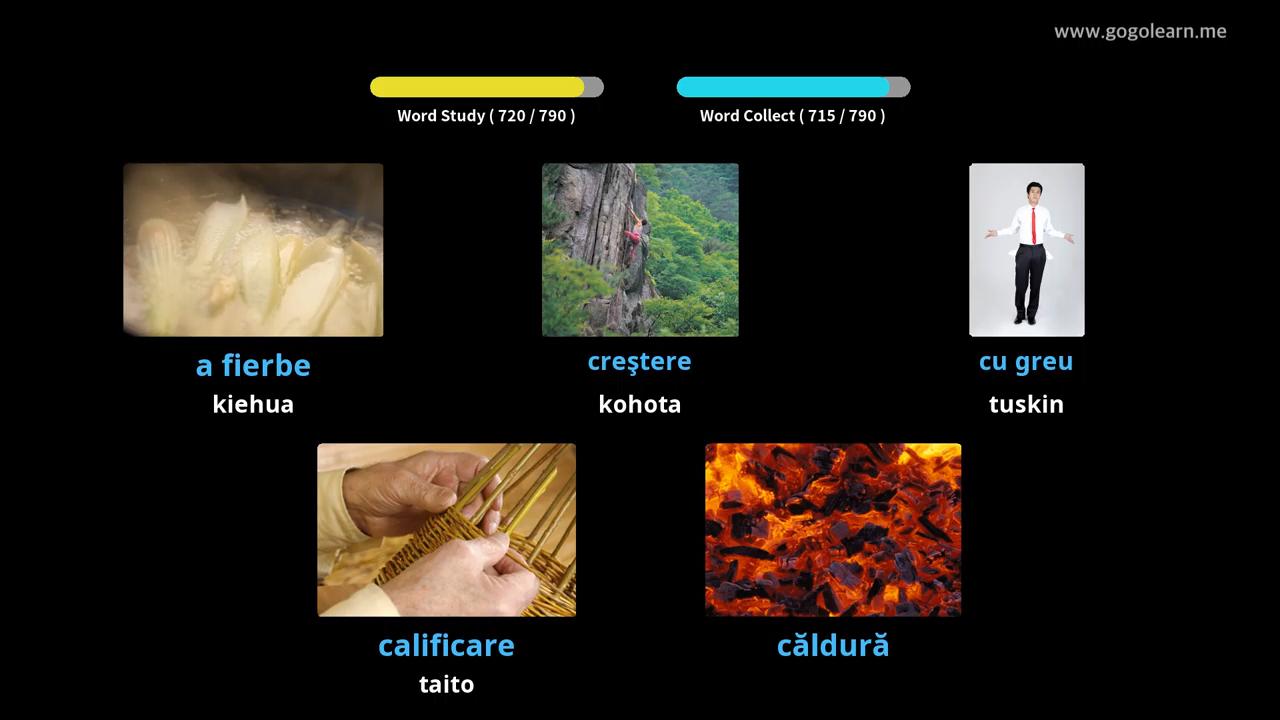 www.gogolearn.me
Word Study ( 720 / 790 )
Word Collect ( 715 / 790 )
a fierbe
kiehua
creştere
kohota
cu greu
tuskin
calificare
taito
căldură